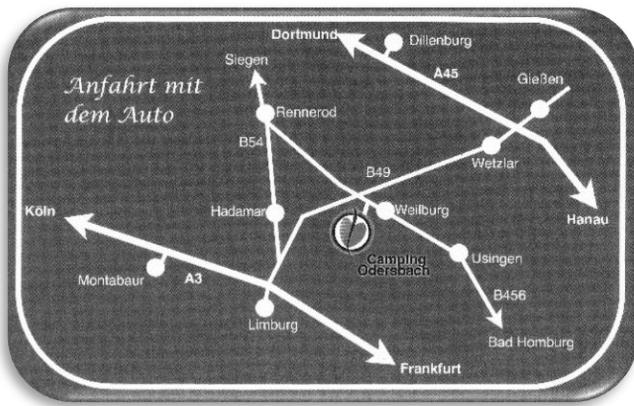 Dortmund
Dillenburg
Siegen
A45
Gießen
Anfahrt mit
dem Auto
Rennerod
B54
Wetzlar
B49
Köln
Hadamar
Weilburg
Hanau
Camping
Odersbach
Usingen
Montabaur
A3
B456
Limburg
Bad Homburg
Frankfurt